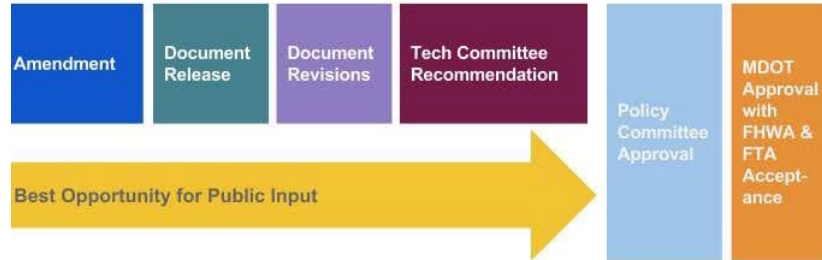 Amendment
Document
Release
Document
Revisions
Tech Committee
Recommendation
Policy
Committee
Approval
MDOT
Approval
with
FHWA &
FTA
Accept-
ance
Best Opportunity for Public Input